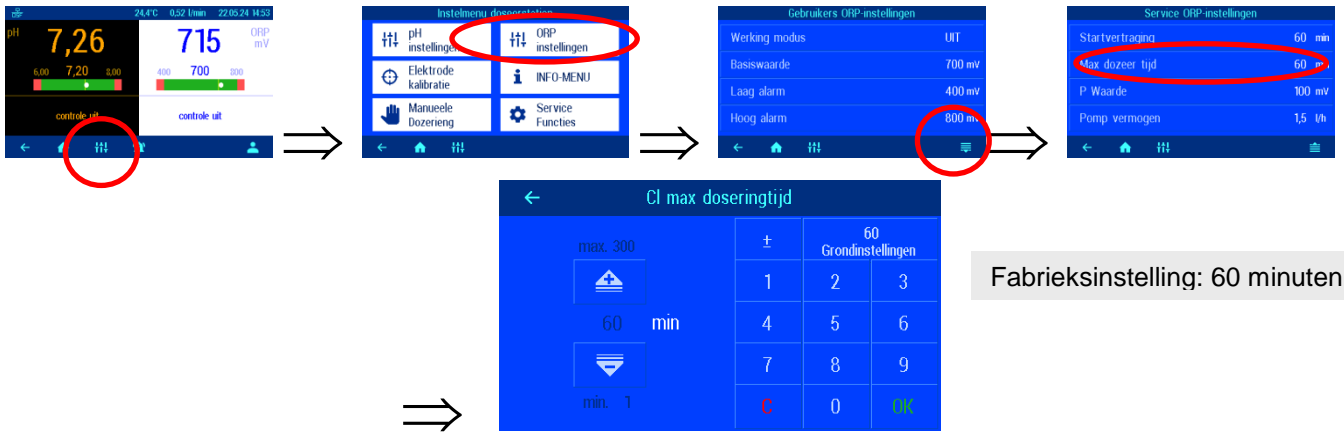 24,4°C 0,52 l/min 22.05.24 14:53
pH 7,26
715 ORP mV
6,00 7,20 8,00
400 700 800
controle uit
controle uit
Instelmenu doseerstation
pH instellingen
ORP instellingen
Elektrode kalibratie
INFO-MENU
Manueele Dozerieng
Service Functies
Gebruikers ORP-instellingen
Werking modus UIT
Basiswaarde 700 mV
Laag alarm 400 mV
Hoog alarm 800 mV
Service ORP-instellingen
Startvertraging 60 min
Max dozeer tijd 60 min
P Waarde 100 mV
Pomp vermogen 1,5 l/h
Cl max doseringtijd
max. 300
60 min
min. 1
± 60 Grondinstellingen
1 2 3
4 5 6
7 8 9
C 0 OK
Fabrieksinstelling: 60 minuten